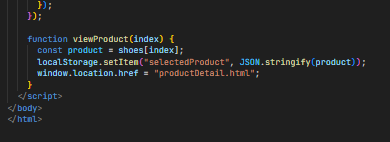 });
});
function viewProduct(index) {
const product = shoes[index];
localStorage.setItem("selectedProduct", JSON.stringify(product));
window.location.href = "productDetail.html";
}
</script>
</body>
</html>